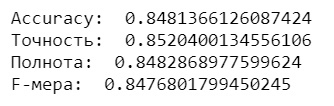 Accuracy:  0.8481366126087424
Точность:  0.8520400134556106
Полнота:  0.8482868977599624
F-мера:  0.8476801799450245